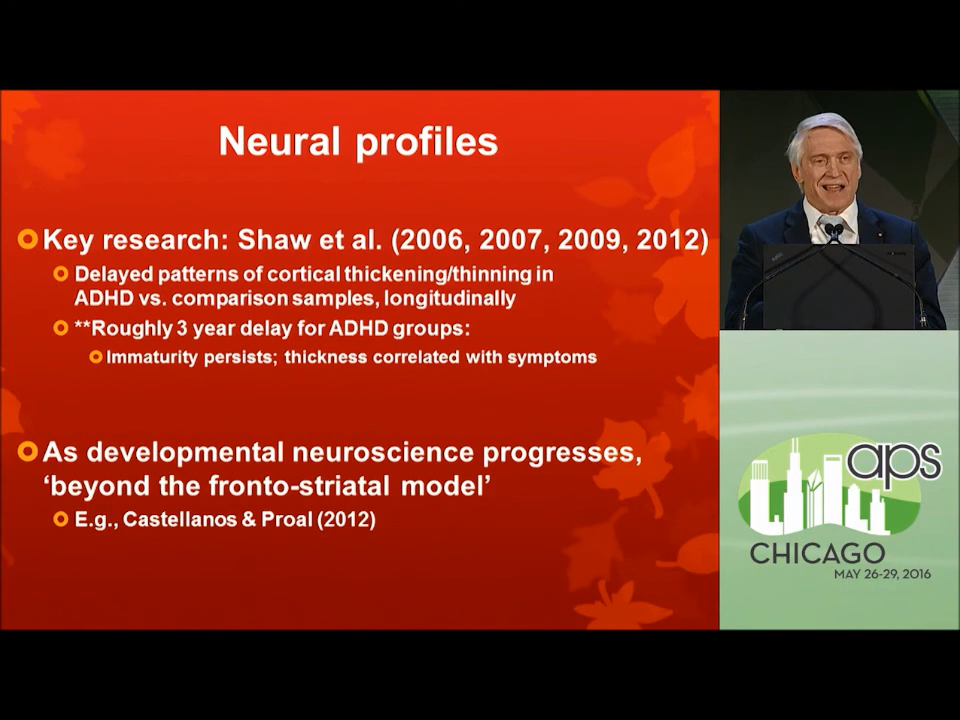 Neural profiles
Key research: Shaw et al. (2006, 2007, 2009, 2012)
Delayed patterns of cortical thickening/thinning in
ADHD vs. comparison samples, longitudinally
**Roughly 3 year delay for ADHD groups:
Immaturity persists; thickness correlated with symptoms
As developmental neuroscience progresses,
‘beyond the fronto-striatal model’
E.g., Castellanos & Proal (2012)
aps
CHICAGO
MAY 26-29, 2016